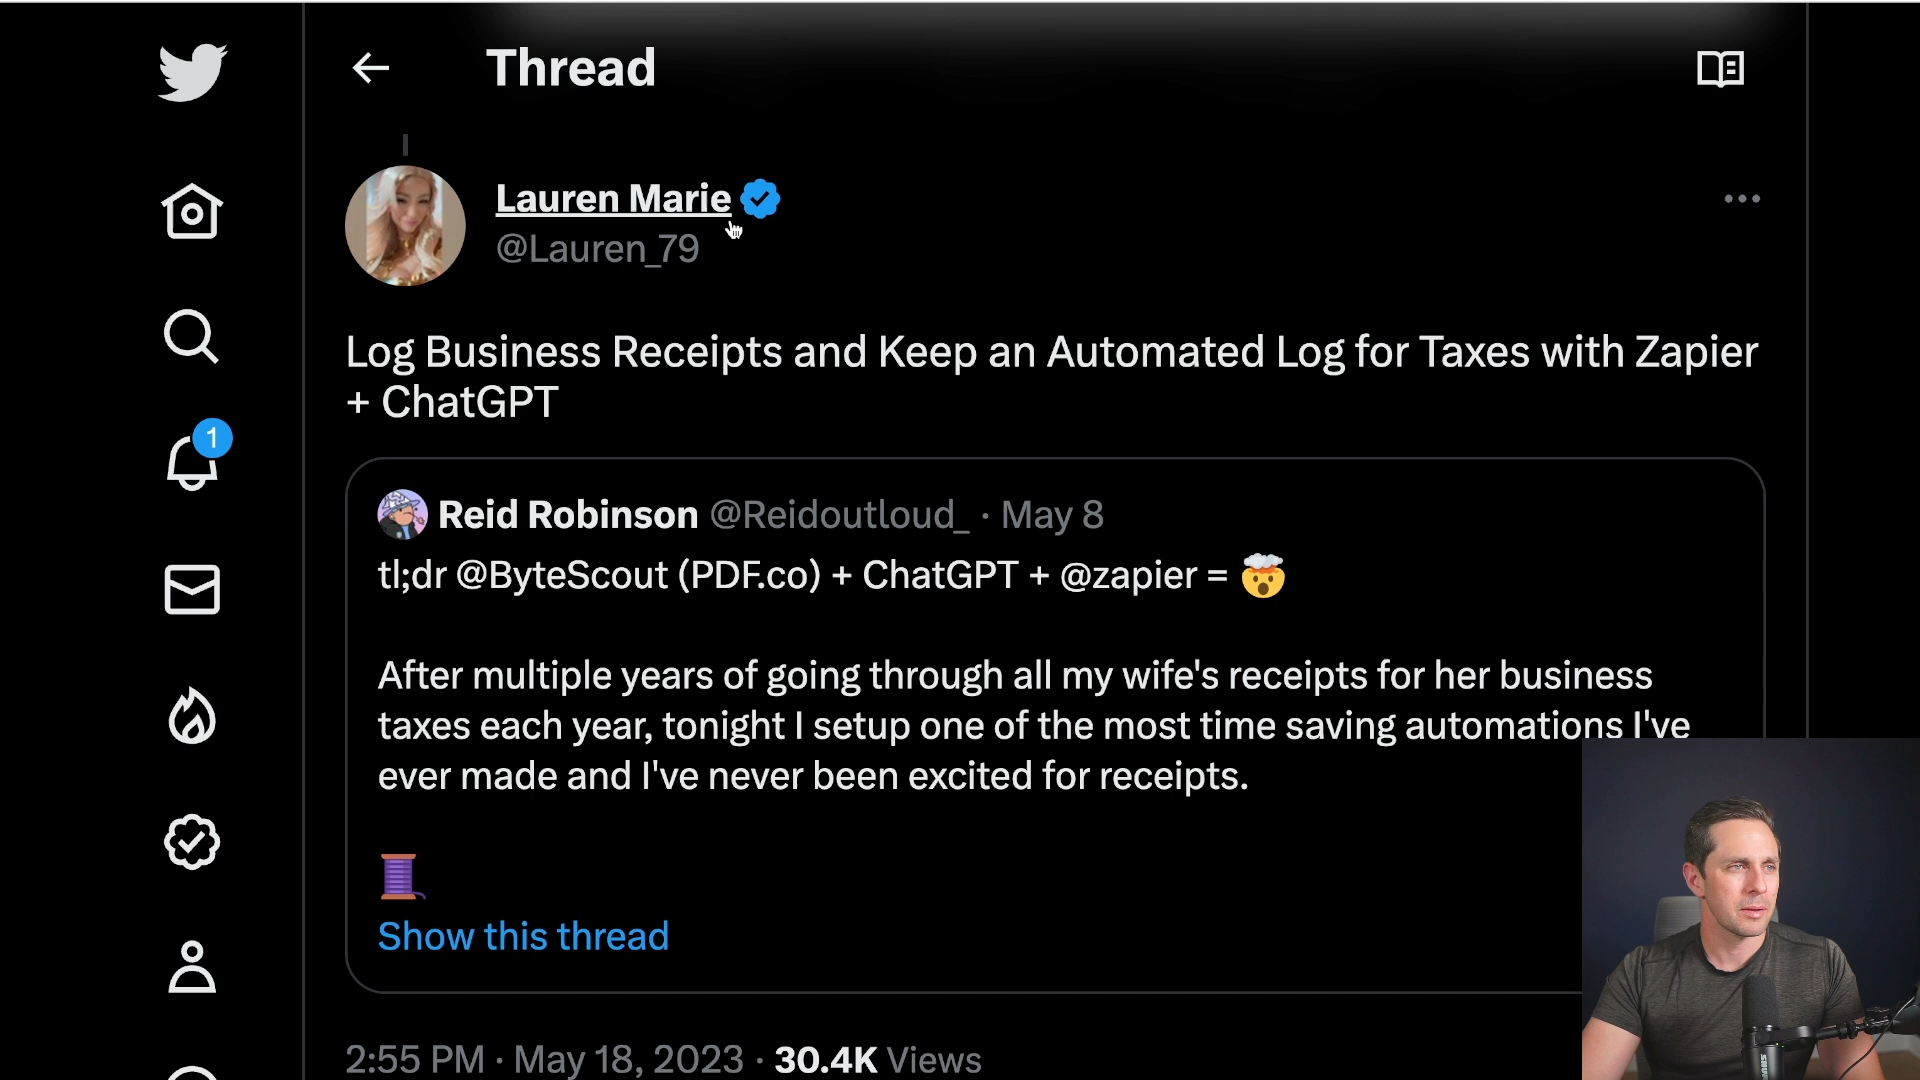 Thread
Lauren Marie
@Lauren_79
Log Business Receipts and Keep an Automated Log for Taxes with Zapier
+ ChatGPT
1
Reid Robinson @Reidoutloud_ · May 8
tl;dr @ByteScout (PDF.co) + ChatGPT + @zapier = 🤯
After multiple years of going through all my wife's receipts for her business
taxes each year, tonight I setup one of the most time saving automations I've
ever made and I've never been excited for receipts.
🧵
Show this thread
2:55 PM · May 18, 2023 · 30.4K Views